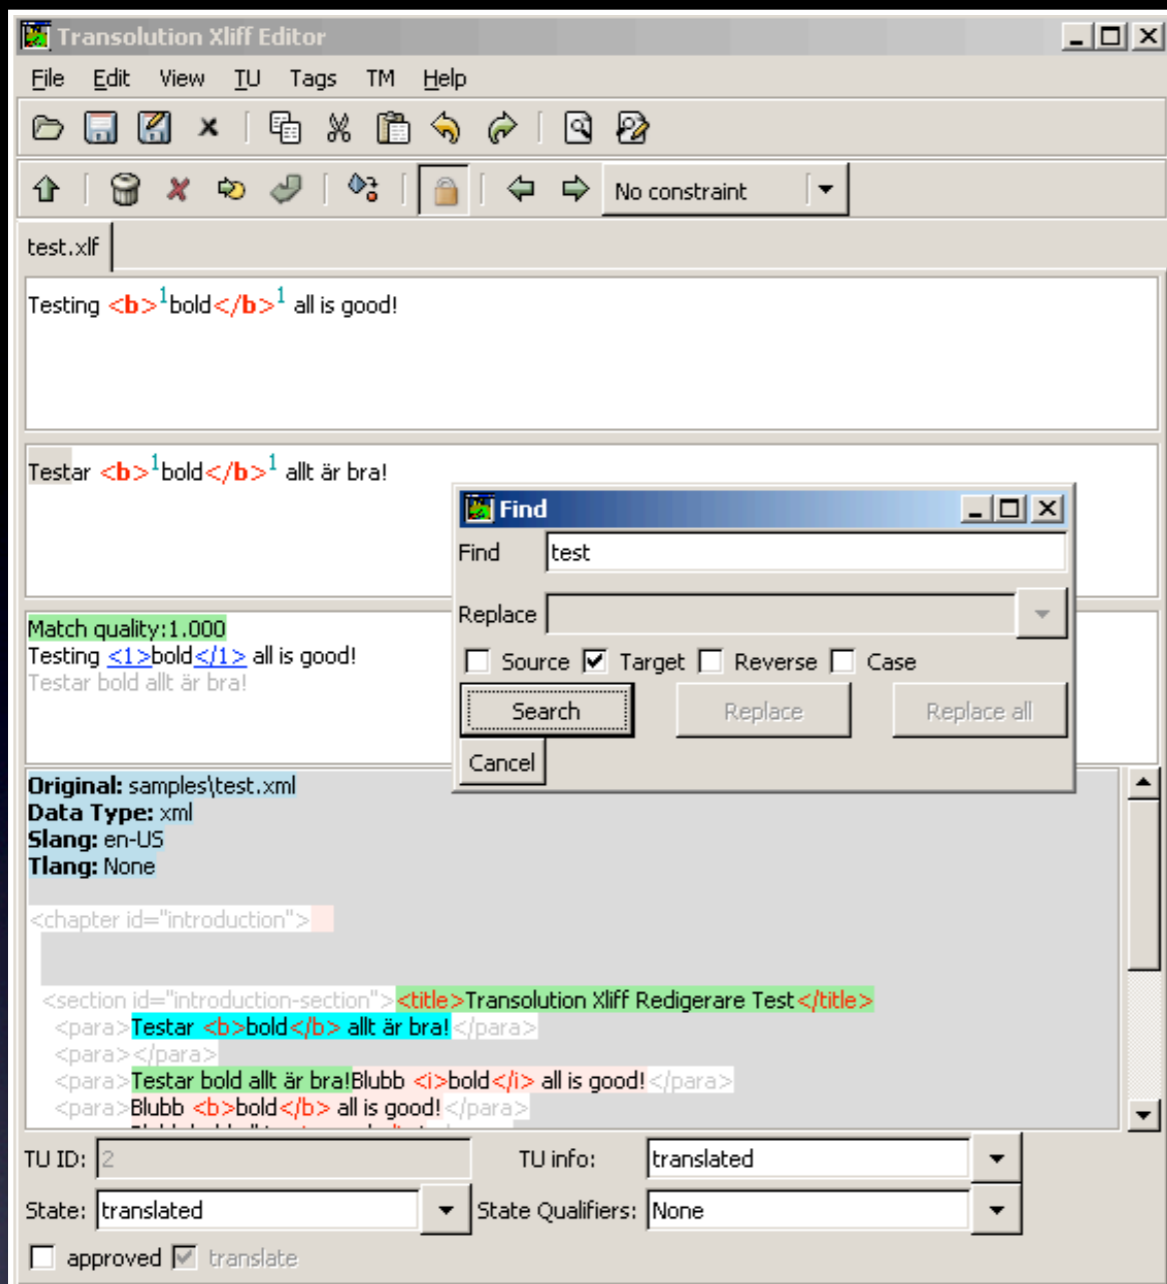 Transolution Xliff Editor
File Edit View TU Tags TM Help
No constraint
test.xlf
Testing <b>1bold</b>1 all is good!
Testar <b>1bold</b>1 allt är bra!
Find
Find test
Replace
Source Target Reverse Case
Search Replace Replace all
Cancel
Match quality:1.000
Testing <1>bold</1> all is good!
Testar bold allt är bra!
Original: samples\test.xml
Data Type: xml
Slang: en-US
Tlang: None
<chapter id="introduction">
<section id="introduction-section"><title>Transolution Xliff Redigerare Test</title>
<para>Testar <b>bold</b> allt är bra!</para>
<para></para>
<para>Testar bold allt är bra!Blubb <i>bold</i> all is good!</para>
<para>Blubb <b>bold</b> all is good!</para>
TU ID: 2 TU info: translated
State: translated State Qualifiers: None
approved translate